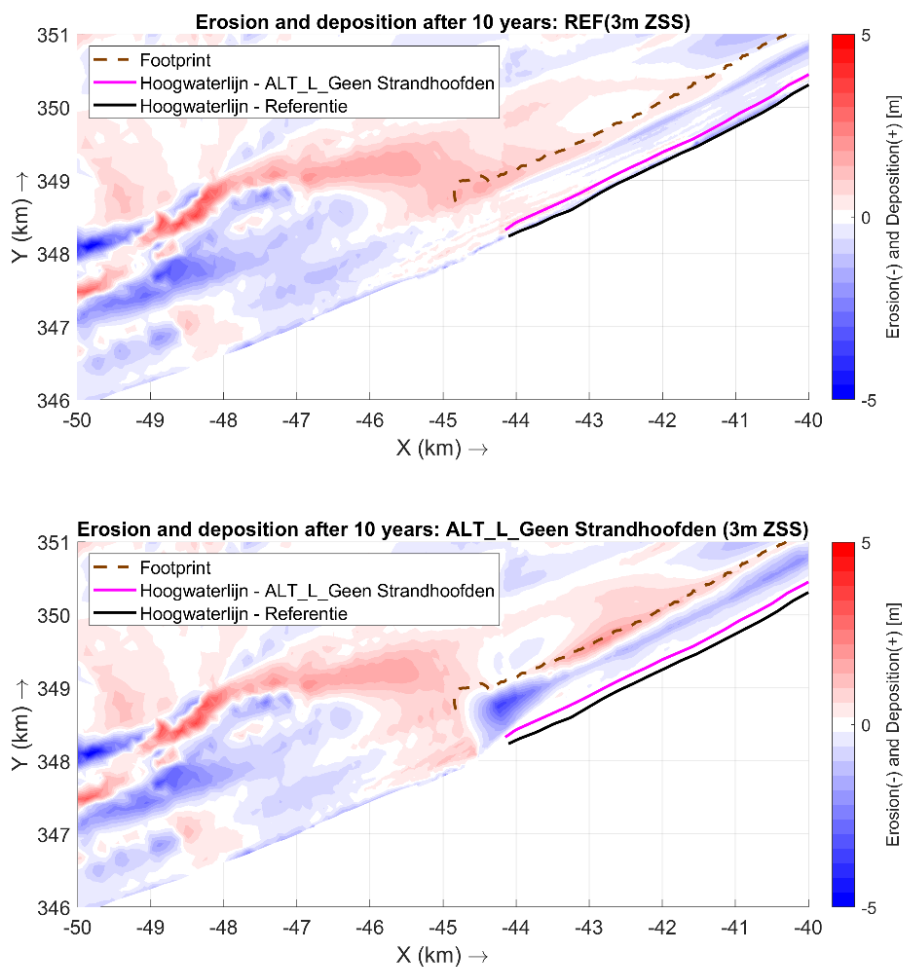 Erosion and deposition after 10 years: REF(3m ZSS)
351
350
349
348
347
346
Y (km) →
Footprint
Hoogwaterlijn - ALT_L_Geen Strandhoofden
Hoogwaterlijn - Referentie
-50 -49 -48 -47 -46 -45 -44 -43 -42 -41 -40
X (km) →
5
0
-5
Erosion(-) and Deposition(+) [m]
Erosion and deposition after 10 years: ALT_L_Geen Strandhoofden (3m ZSS)
351
350
349
348
347
346
Y (km) →
Footprint
Hoogwaterlijn - ALT_L_Geen Strandhoofden
Hoogwaterlijn - Referentie
-50 -49 -48 -47 -46 -45 -44 -43 -42 -41 -40
X (km) →
5
0
-5
Erosion(-) and Deposition(+) [m]